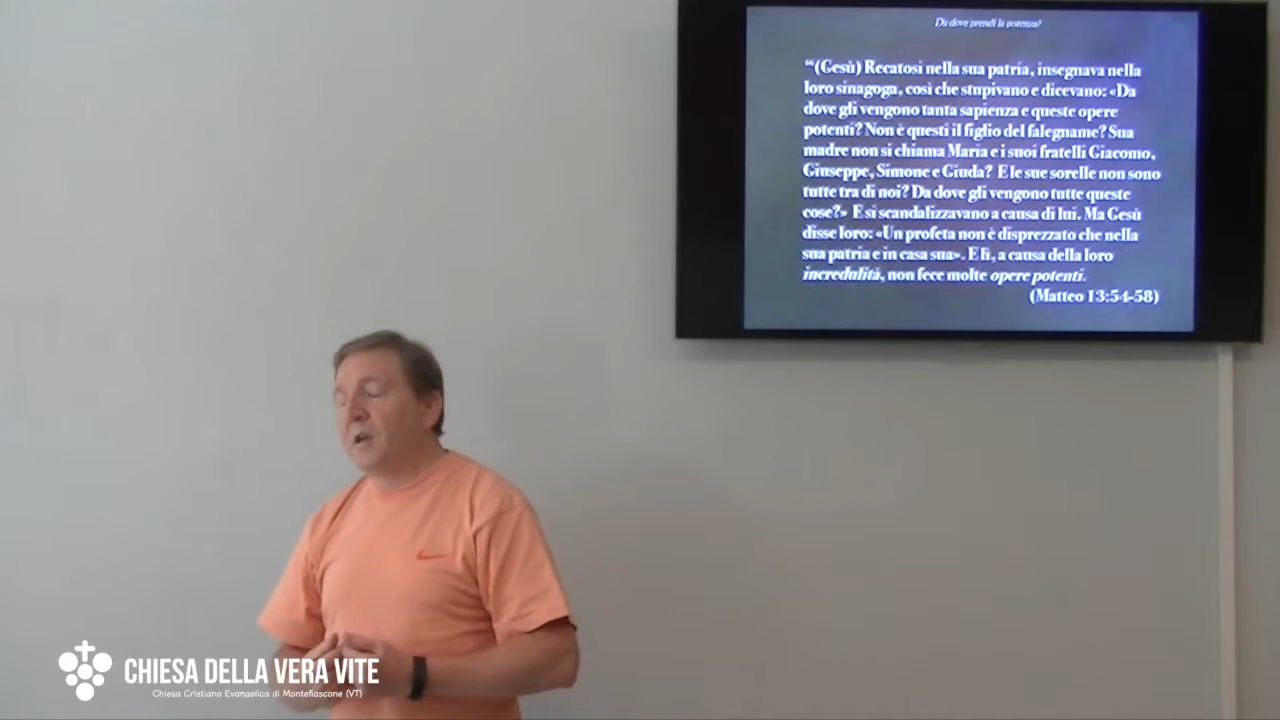 Da dove prendi la potenza?
“(Gesù) Recatosi nella sua patria, insegnava nella
loro sinagoga, così che stupivano e dicevano: «Da
dove gli vengono tanta sapienza e queste opere
potenti? Non è questi il figlio del falegname? Sua
madre non si chiama Maria e i suoi fratelli Giacomo,
Giuseppe, Simone e Giuda? E le sue sorelle non sono
tutte tra di noi? Da dove gli vengono tutte queste
cose?» E si scandalizzavano a causa di lui. Ma Gesù
disse loro: «Un profeta non è disprezzato che nella
sua patria e in casa sua». E lì, a causa della loro
incredulità, non fece molte opere potenti.
(Matteo 13:54-58)
CHIESA DELLA VERA VITE
Chiesa Cristiana Evangelica di Montefiascone (VT)